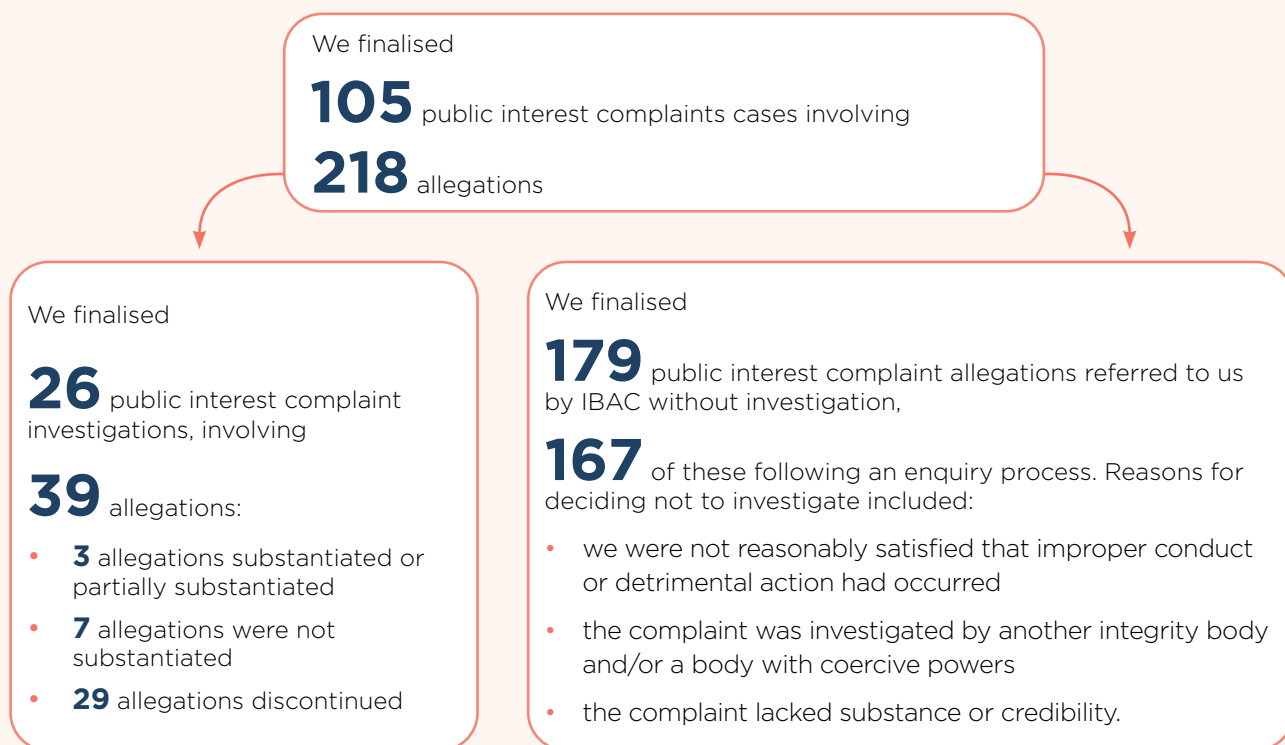 We finalised
105 public interest complaints cases involving
218 allegations
We finalised
26 public interest complaint
investigations, involving
39 allegations:
• 3 allegations substantiated or
partially substantiated
• 7 allegations were not
substantiated
• 29 allegations discontinued
We finalised
179 public interest complaint allegations referred to us
by IBAC without investigation,
167 of these following an enquiry process. Reasons for
deciding not to investigate included:
• we were not reasonably satisfied that improper conduct
or detrimental action had occurred
• the complaint was investigated by another integrity body
and/or a body with coercive powers
• the complaint lacked substance or credibility.